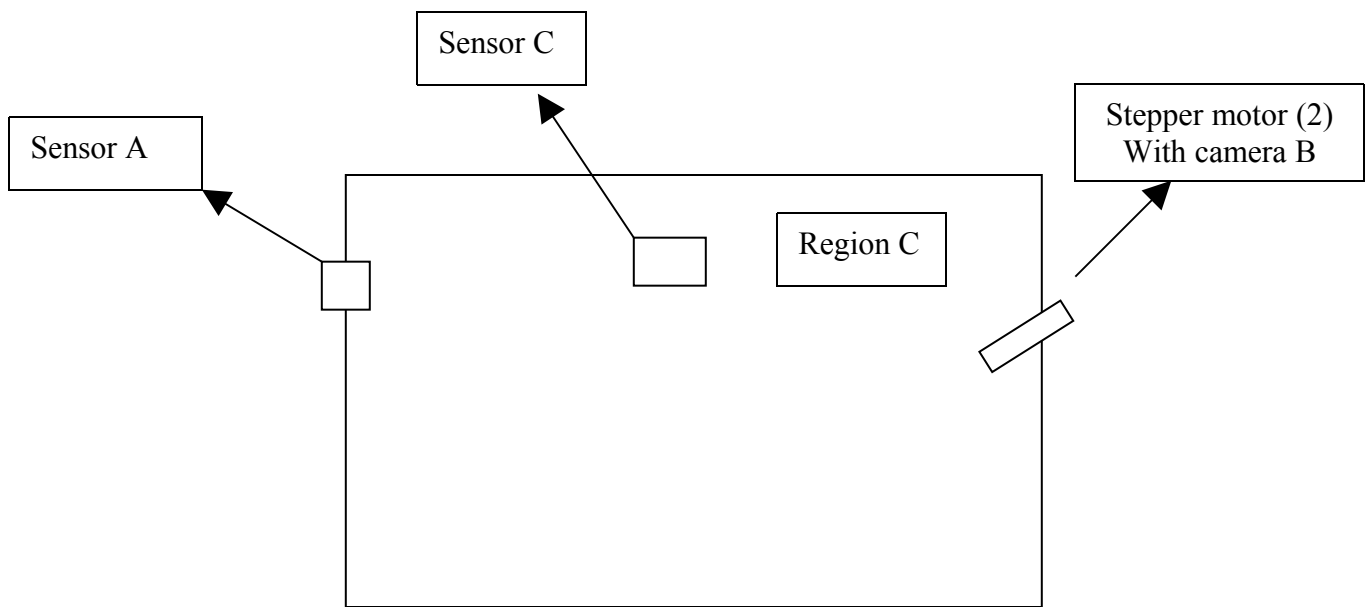 Sensor C
Stepper motor (2)
With camera B
Sensor A
Region C